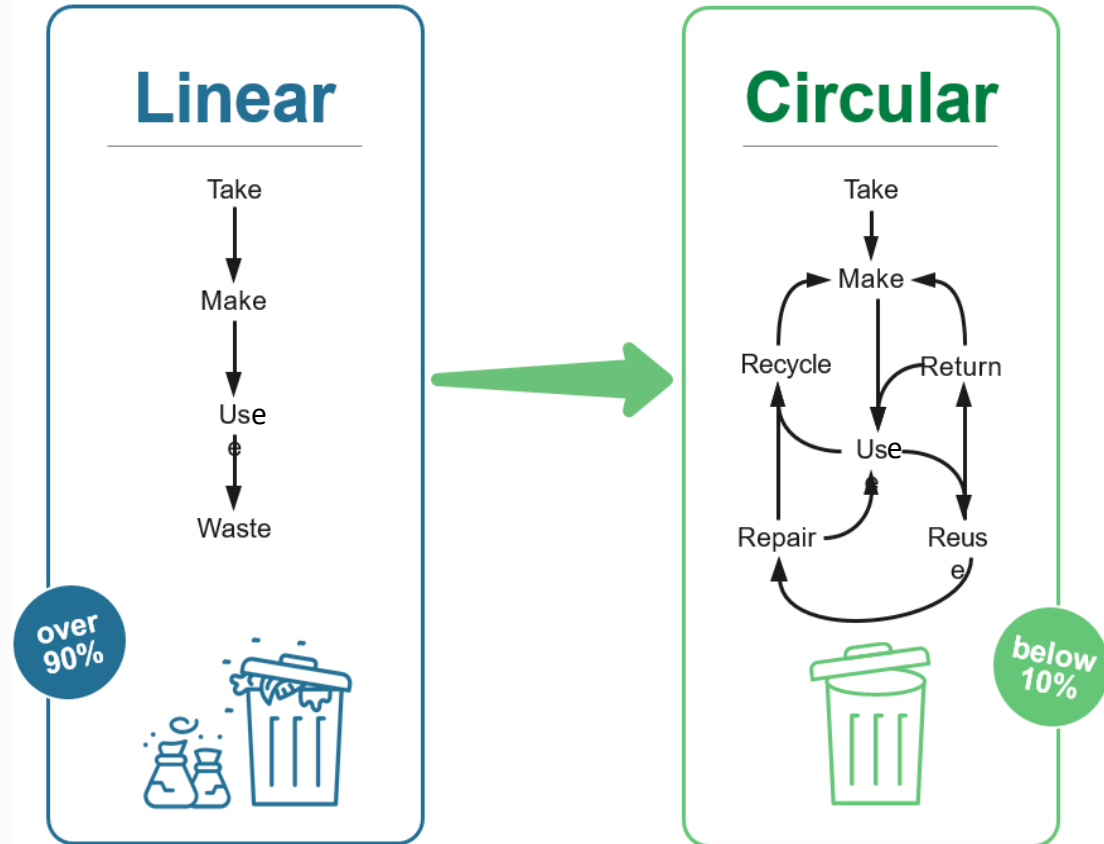 Linear
Take
Make
Use
e
Waste
over
90%
Circular
Take
Make
Recycle
Return
Use
e
Repair
Reus
e
below
10%